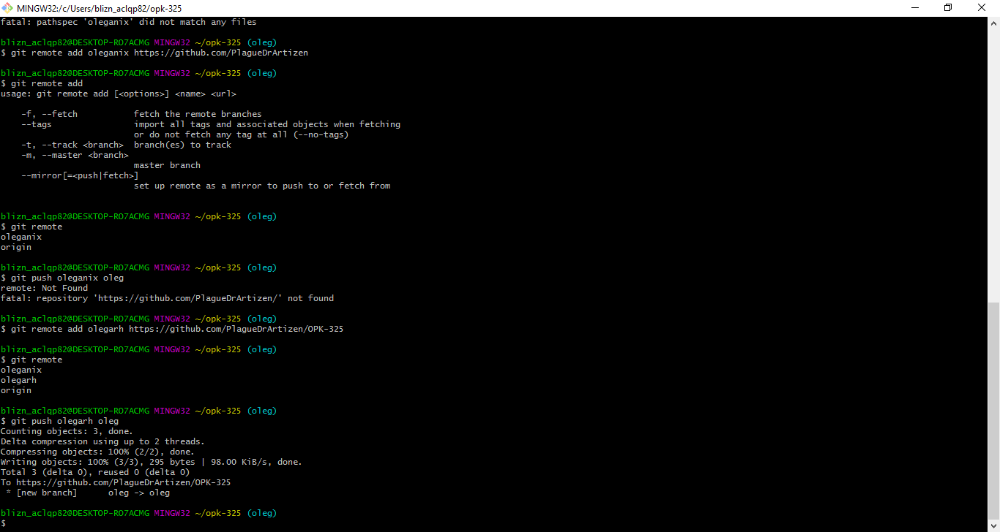 MINGW32:/c/Users/blizn_aclqp82/opk-325
fatal: pathspec 'oleganix' did not match any files
blizn_aclqp82@DESKTOP-RO7ACMG MINGW32 ~/opk-325 (oleg)
$ git remote add oleganix https://github.com/PlagueDrArtizen
blizn_aclqp82@DESKTOP-RO7ACMG MINGW32 ~/opk-325 (oleg)
$ git remote add
usage: git remote add [<options>] <name> <url>
    -f, --fetch           fetch the remote branches
    --tags                import all tags and associated objects when fetching
                          or do not fetch any tag at all (--no-tags)
    -t, --track <branch>  branch(es) to track
    -m, --master <branch>
                          master branch
    --mirror[=<push|fetch>]
                          set up remote as a mirror to push to or fetch from
blizn_aclqp82@DESKTOP-RO7ACMG MINGW32 ~/opk-325 (oleg)
$ git remote
oleganix
origin
blizn_aclqp82@DESKTOP-RO7ACMG MINGW32 ~/opk-325 (oleg)
$ git push oleganix oleg
remote: Not Found
fatal: repository 'https://github.com/PlagueDrArtizen/' not found
blizn_aclqp82@DESKTOP-RO7ACMG MINGW32 ~/opk-325 (oleg)
$ git remote add olegarh https://github.com/PlagueDrArtizen/OPK-325
blizn_aclqp82@DESKTOP-RO7ACMG MINGW32 ~/opk-325 (oleg)
$ git remote
oleganix
olegarh
origin
blizn_aclqp82@DESKTOP-RO7ACMG MINGW32 ~/opk-325 (oleg)
$ git push olegarh oleg
Counting objects: 3, done.
Delta compression using up to 2 threads.
Compressing objects: 100% (2/2), done.
Writing objects: 100% (3/3), 295 bytes | 98.00 KiB/s, done.
Total 3 (delta 0), reused 0 (delta 0)
To https://github.com/PlagueDrArtizen/OPK-325
 * [new branch]      oleg -> oleg
blizn_aclqp82@DESKTOP-RO7ACMG MINGW32 ~/opk-325 (oleg)
$